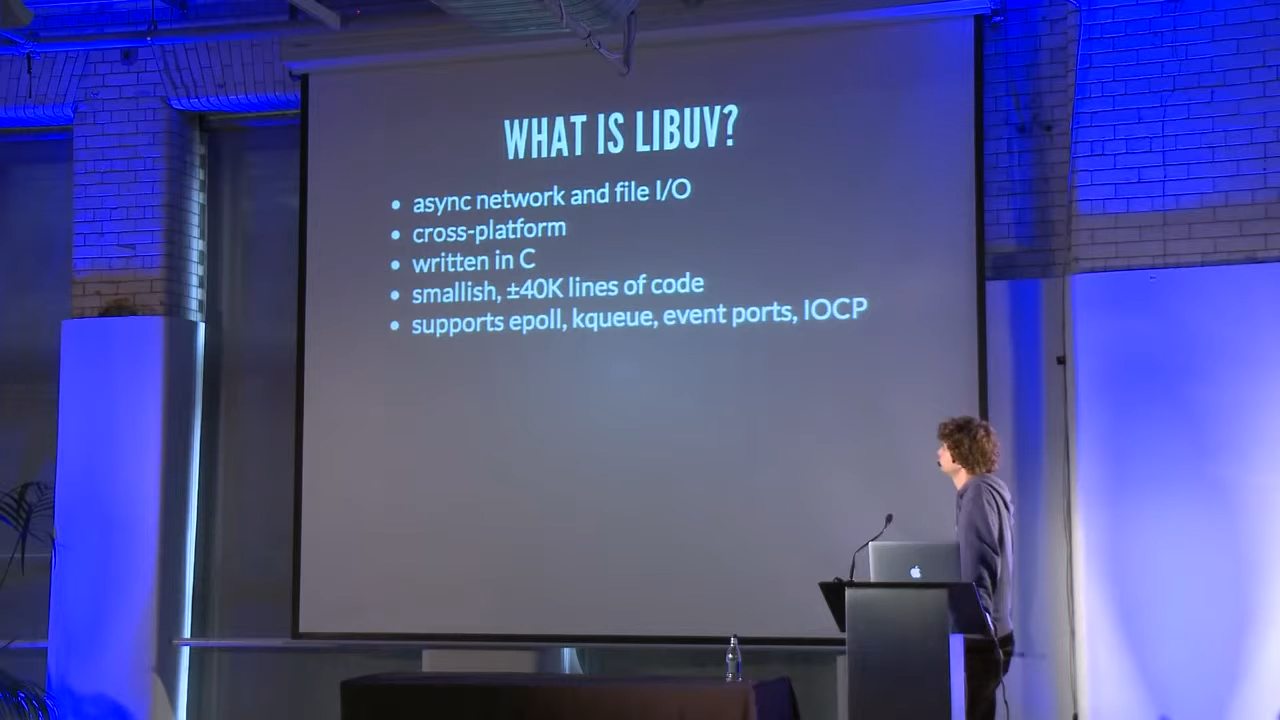 WHAT IS LIBUV?
• async network and file I/O
• cross-platform
• written in C
• smallish, ±40K lines of code
• supports epoll, kqueue, event ports, IOCP